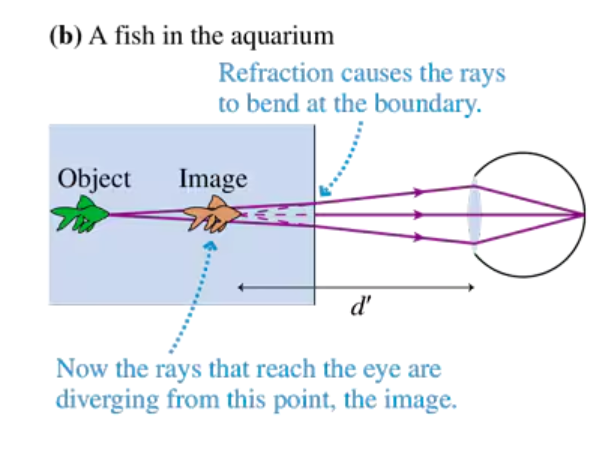 (b) A fish in the aquarium
Refraction causes the rays
to bend at the boundary.
Object Image
d′
Now the rays that reach the eye are
diverging from this point, the image.